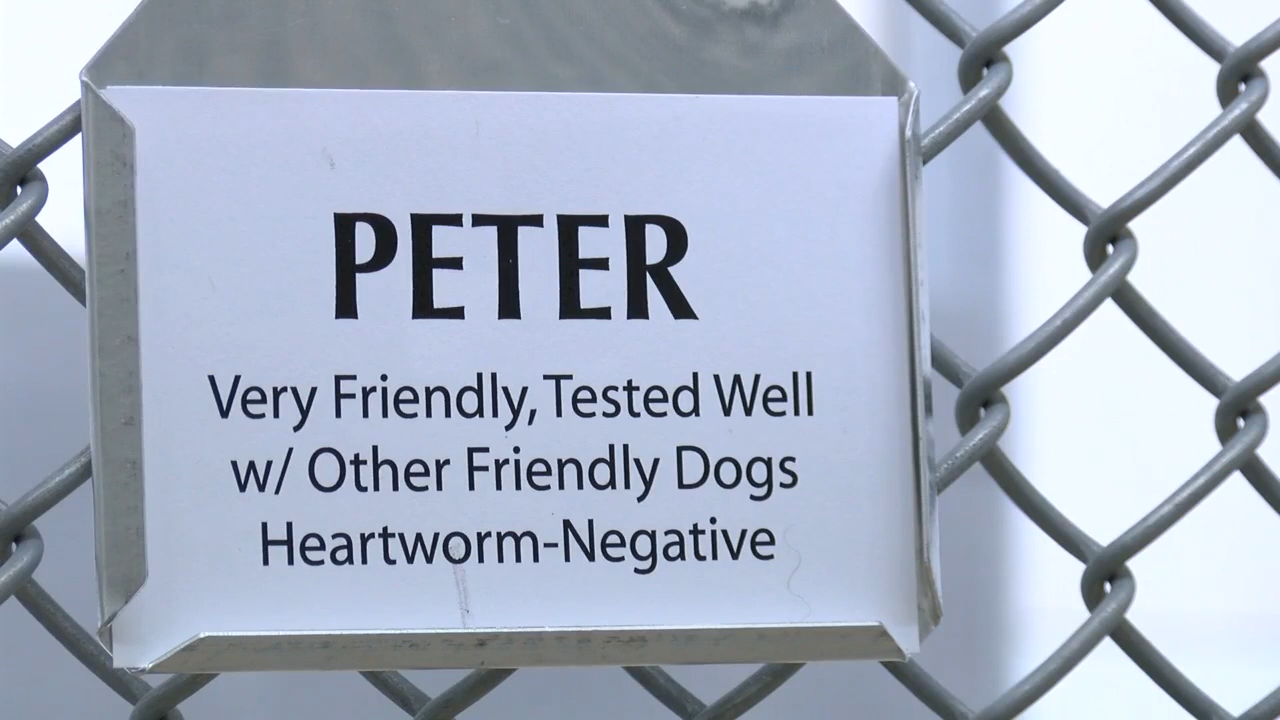 PETER
Very Friendly, Tested Well
w/ Other Friendly Dogs
Heartworm-Negative